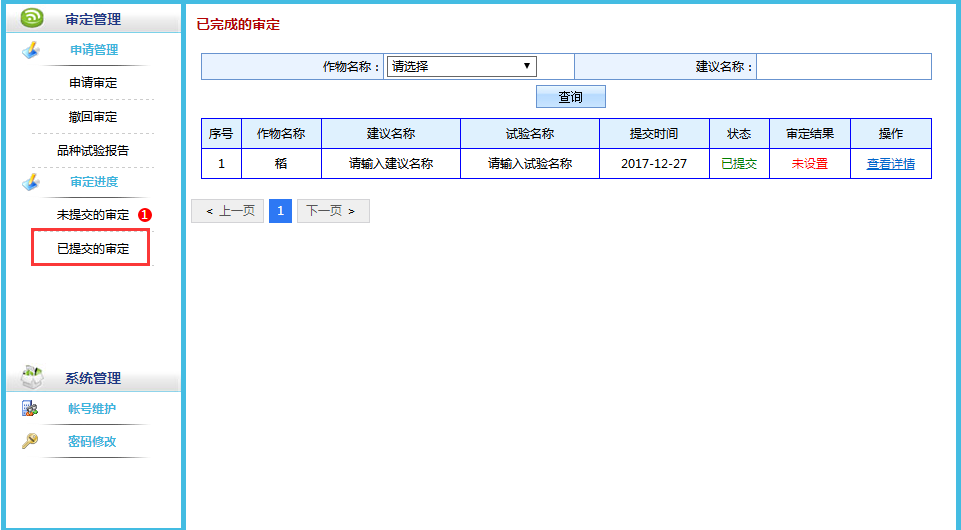 审定管理
申请管理
申请审定
撤回审定
品种试验报告
审定进度
未提交的审定 1
已提交的审定
系统管理
帐号维护
密码修改
已完成的审定
作物名称： 请选择 ▼ 建议名称：
查询
序号 作物名称 建议名称 试验名称 提交时间 状态 审定结果 操作
1 稻 请输入建议名称 请输入试验名称 2017-12-27 已提交 未设置 查看详情
< 上一页 1 下一页 >